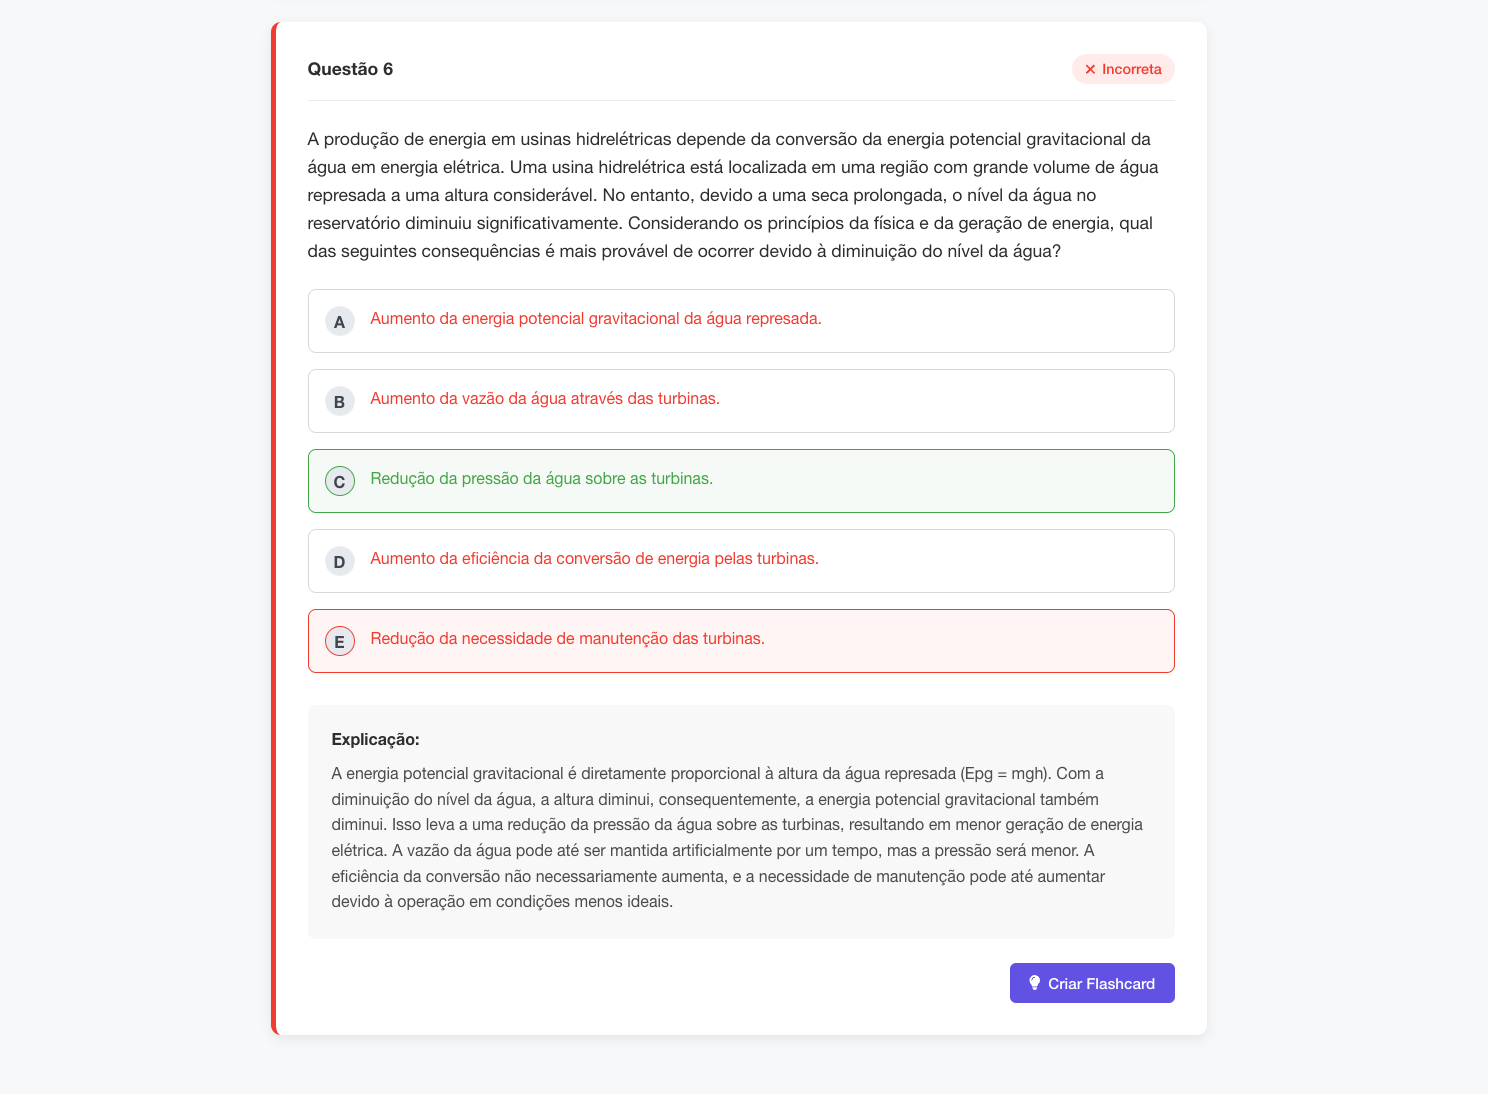 Questão 6
✕ Incorreta
A produção de energia em usinas hidrelétricas depende da conversão da energia potencial gravitacional da
água em energia elétrica. Uma usina hidrelétrica está localizada em uma região com grande volume de água
represada a uma altura considerável. No entanto, devido a uma seca prolongada, o nível da água no
reservatório diminuiu significativamente. Considerando os princípios da física e da geração de energia, qual
das seguintes consequências é mais provável de ocorrer devido à diminuição do nível da água?
A Aumento da energia potencial gravitacional da água represada.
B Aumento da vazão da água através das turbinas.
C Redução da pressão da água sobre as turbinas.
D Aumento da eficiência da conversão de energia pelas turbinas.
E Redução da necessidade de manutenção das turbinas.
Explicação:
A energia potencial gravitacional é diretamente proporcional à altura da água represada (Epg = mgh). Com a
diminuição do nível da água, a altura diminui, consequentemente, a energia potencial gravitacional também
diminui. Isso leva a uma redução da pressão da água sobre as turbinas, resultando em menor geração de energia
elétrica. A vazão da água pode até ser mantida artificialmente por um tempo, mas a pressão será menor. A
eficiência da conversão não necessariamente aumenta, e a necessidade de manutenção pode até aumentar
devido à operação em condições menos ideais.
Criar Flashcard